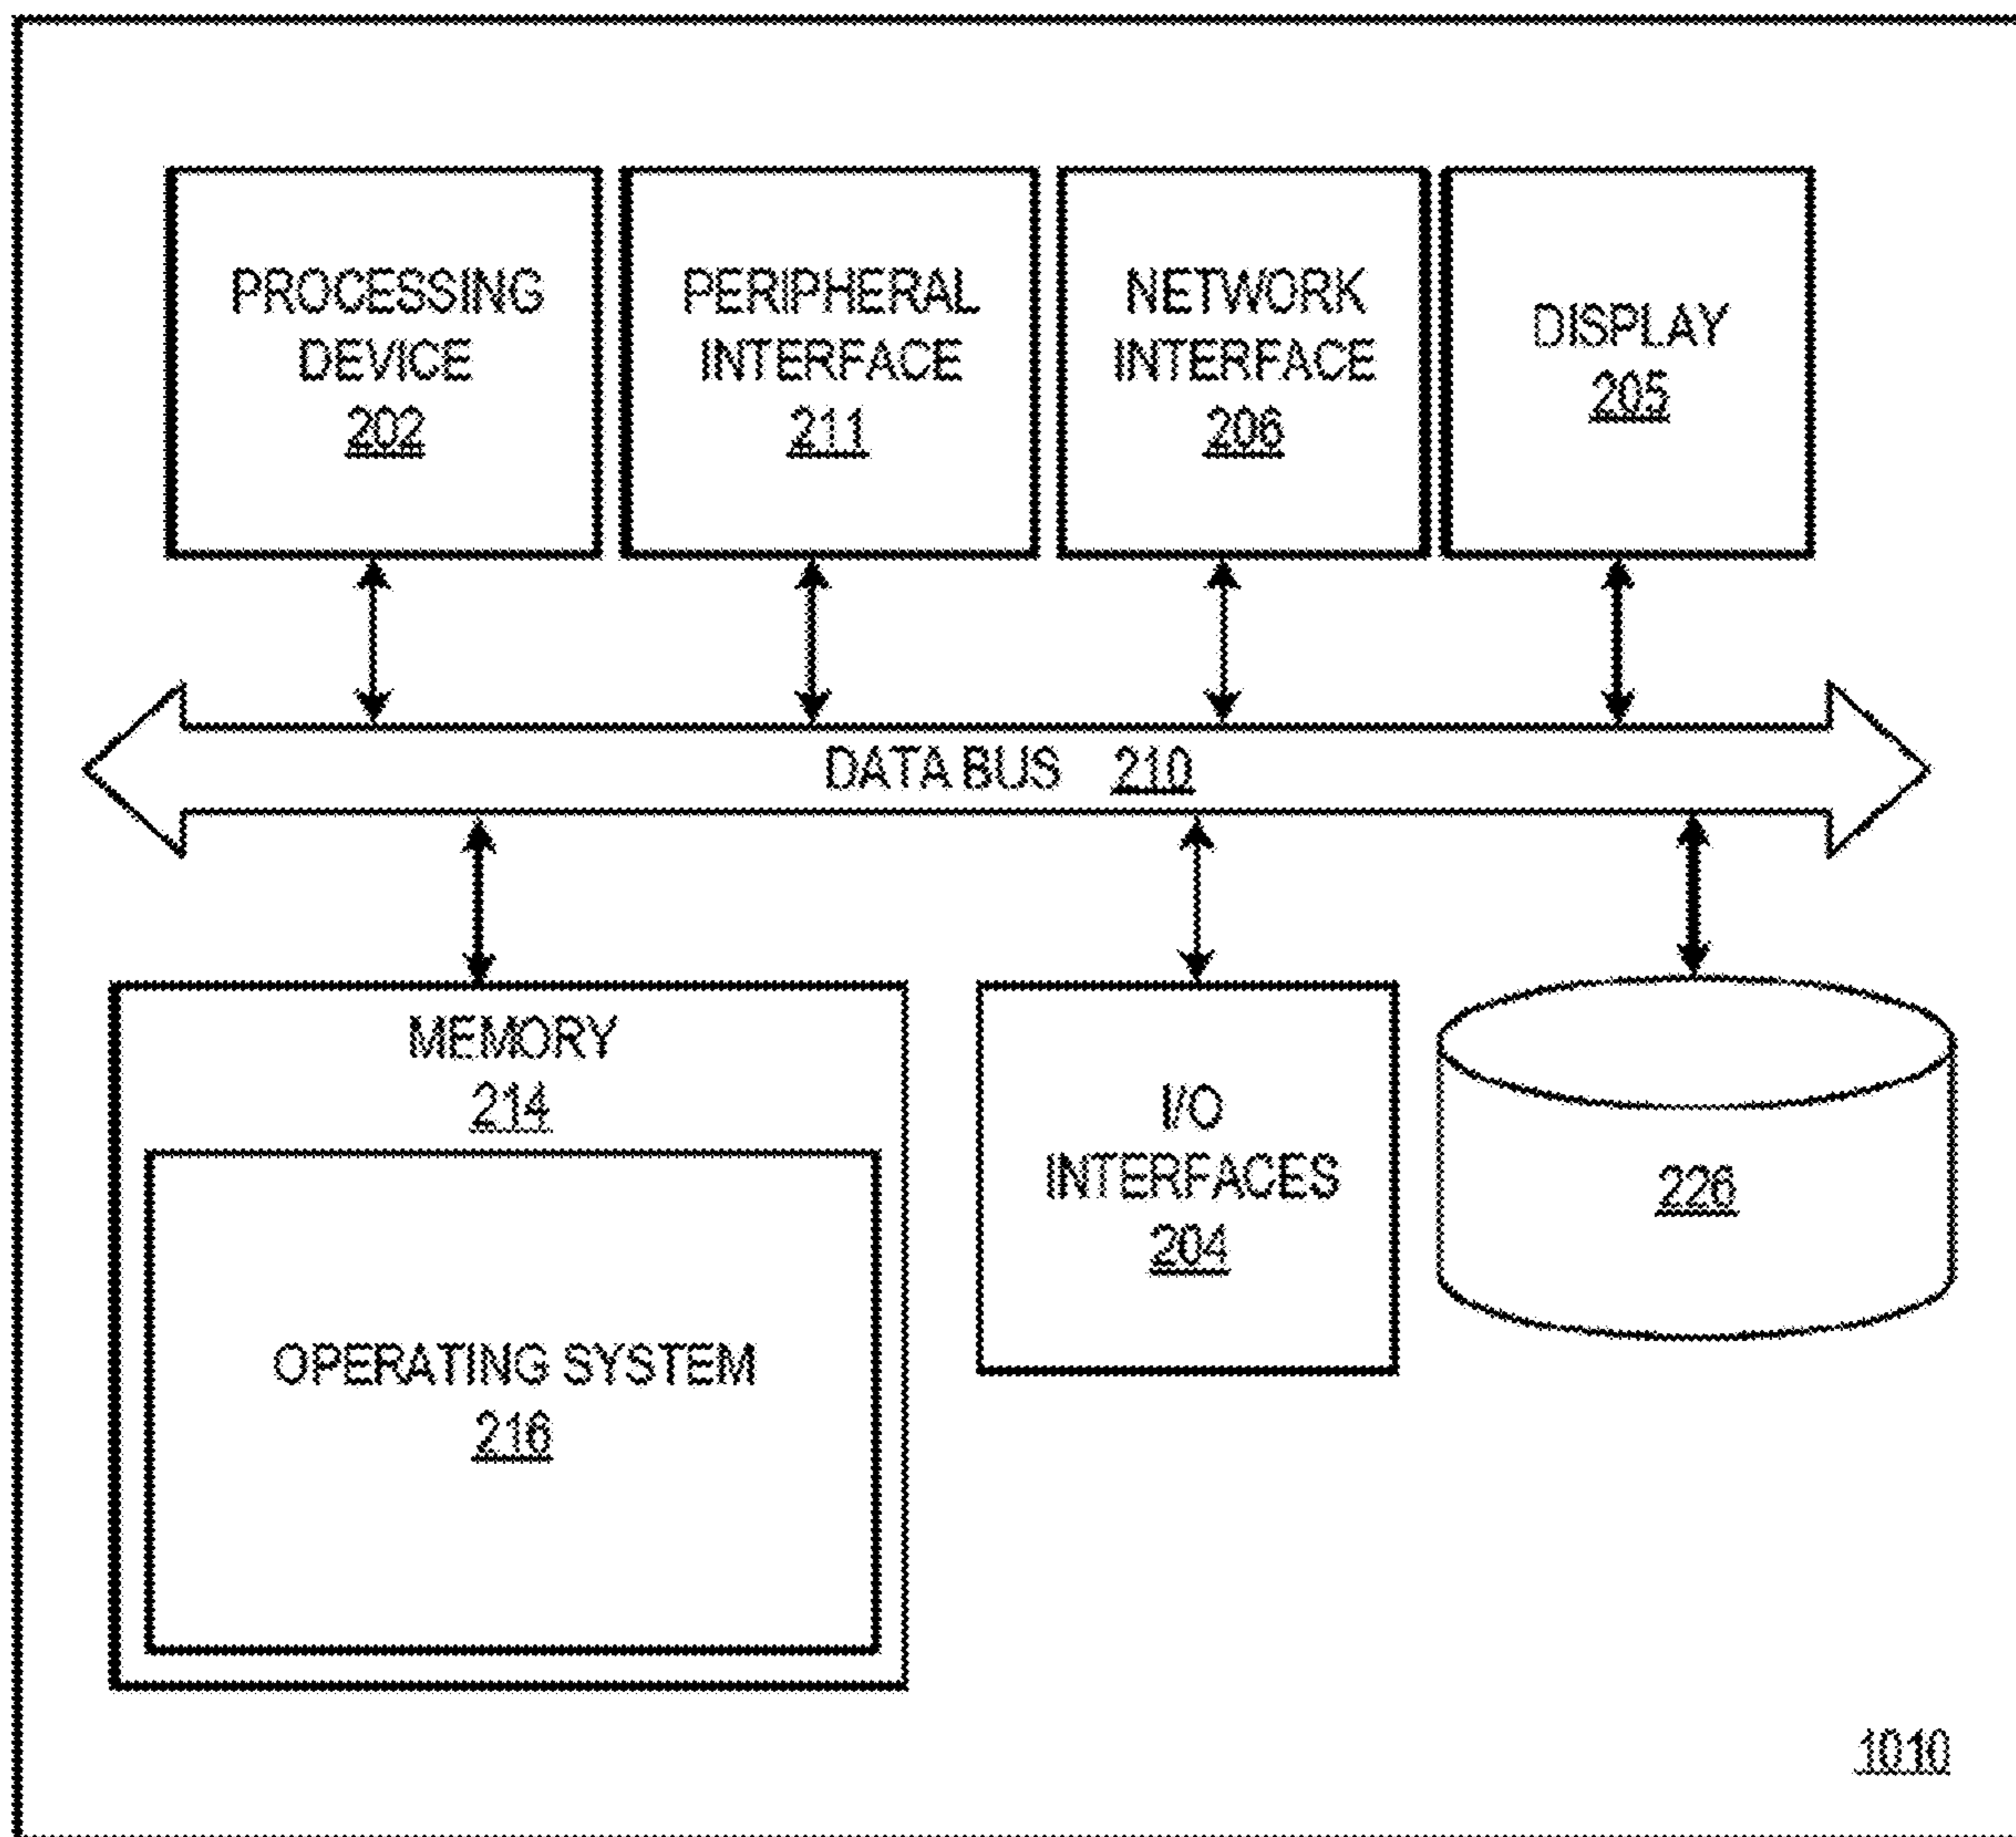 PROCESSING
DEVICE
202
PERIPHERAL
INTERFACE
211
NETWORK
INTERFACE
206
DISPLAY
205
DATA BUS 210
MEMORY
214
OPERATING SYSTEM
216
I/O
INTERFACES
204
226
1010